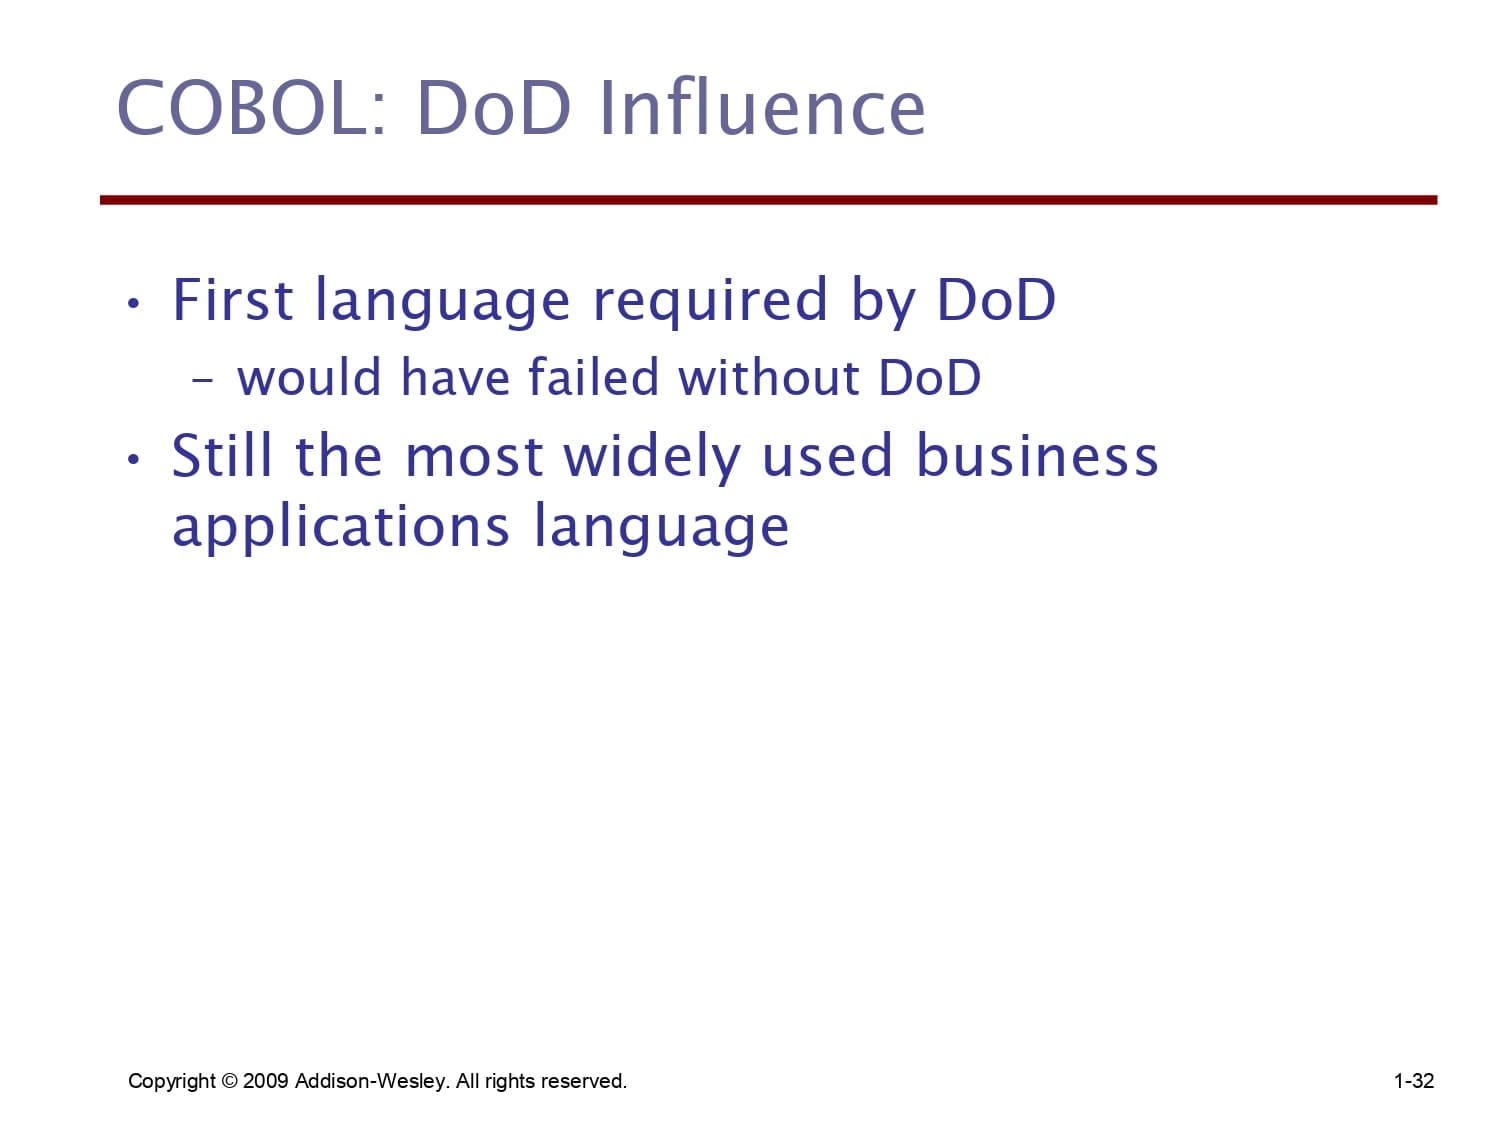 COBOL: DoD Influence
• First language required by DoD
– would have failed without DoD
• Still the most widely used business
applications language
Copyright © 2009 Addison-Wesley. All rights reserved.
1-32